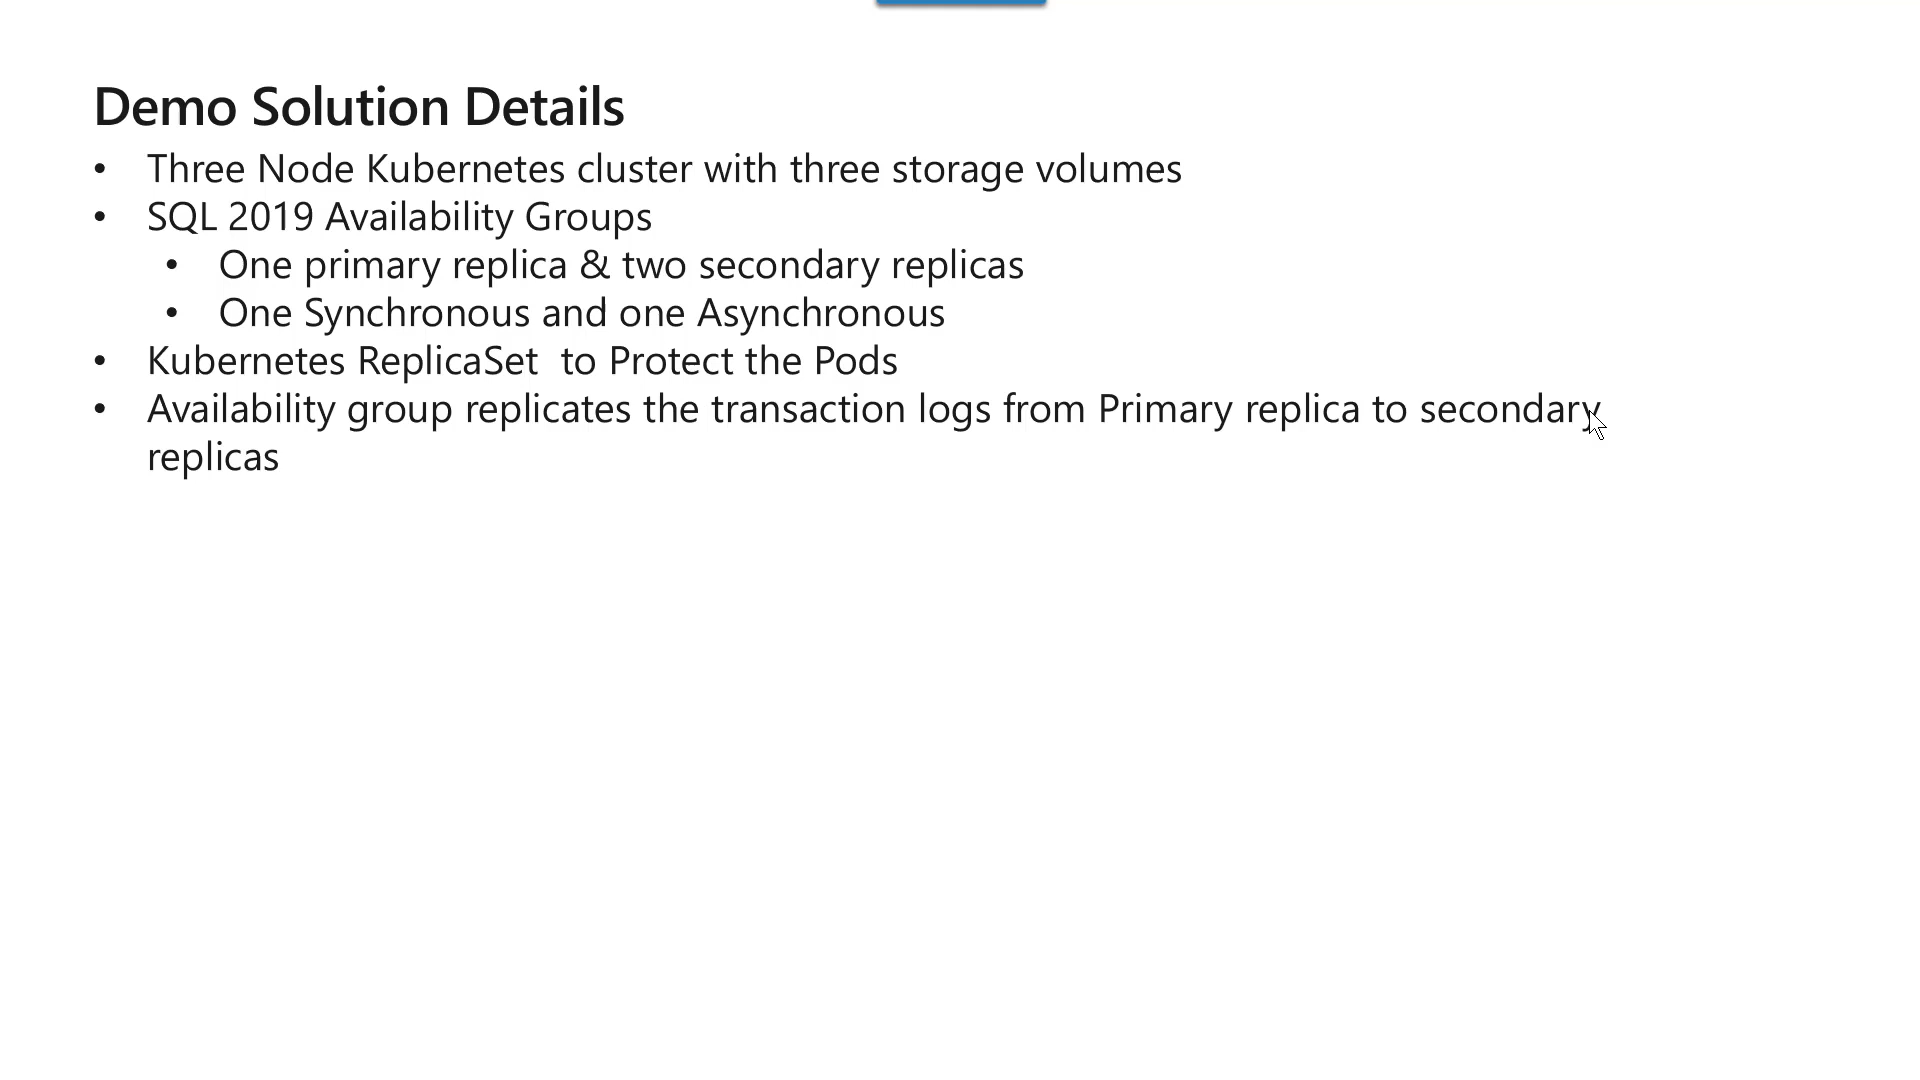 Demo Solution Details
• Three Node Kubernetes cluster with three storage volumes
• SQL 2019 Availability Groups
• One primary replica & two secondary replicas
• One Synchronous and one Asynchronous
• Kubernetes ReplicaSet  to Protect the Pods
• Availability group replicates the transaction logs from Primary replica to secondary
replicas